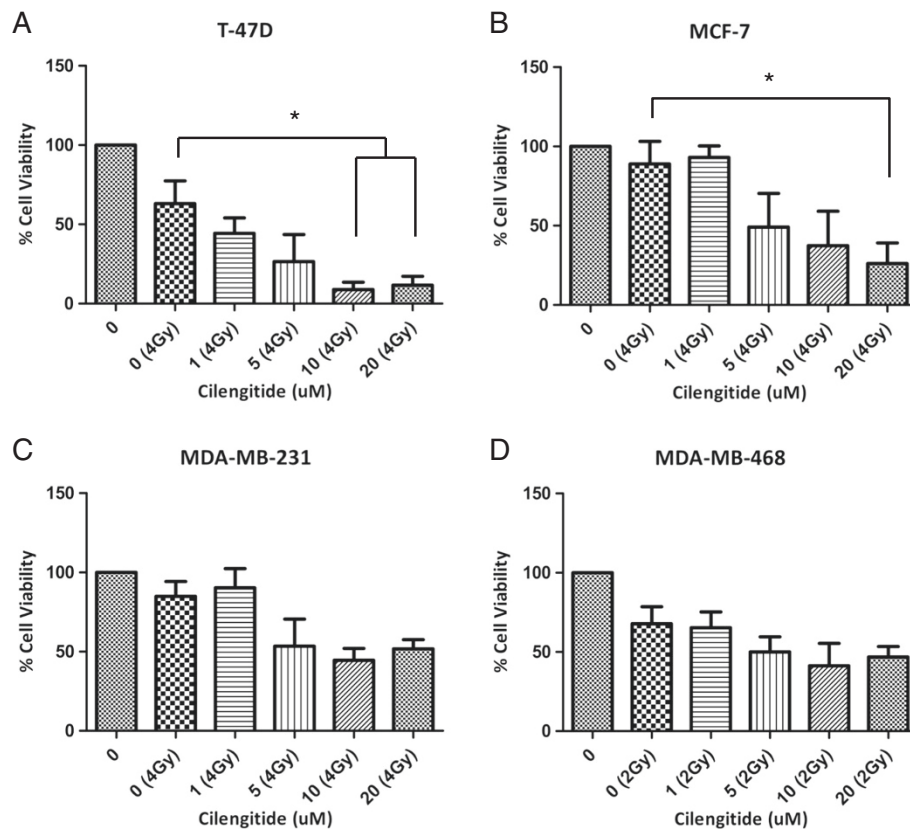 A
T-47D
% Cell Viability
150
100
50
0
*
0
0 (4Gy)
1 (4Gy)
5 (4Gy)
10 (4Gy)
20 (4Gy)
Cilengitide (uM)
B
MCF-7
% Cell Viability
150
100
50
0
*
0
0 (4Gy)
1 (4Gy)
5 (4Gy)
10 (4Gy)
20 (4Gy)
Cilengitide (uM)
C
MDA-MB-231
% Cell Viability
150
100
50
0
0
0 (4Gy)
1 (4Gy)
5 (4Gy)
10 (4Gy)
20 (4Gy)
Cilengitide (uM)
D
MDA-MB-468
% Cell Viability
150
100
50
0
0
0 (2Gy)
1 (2Gy)
5 (2Gy)
10 (2Gy)
20 (2Gy)
Cilengitide (uM)